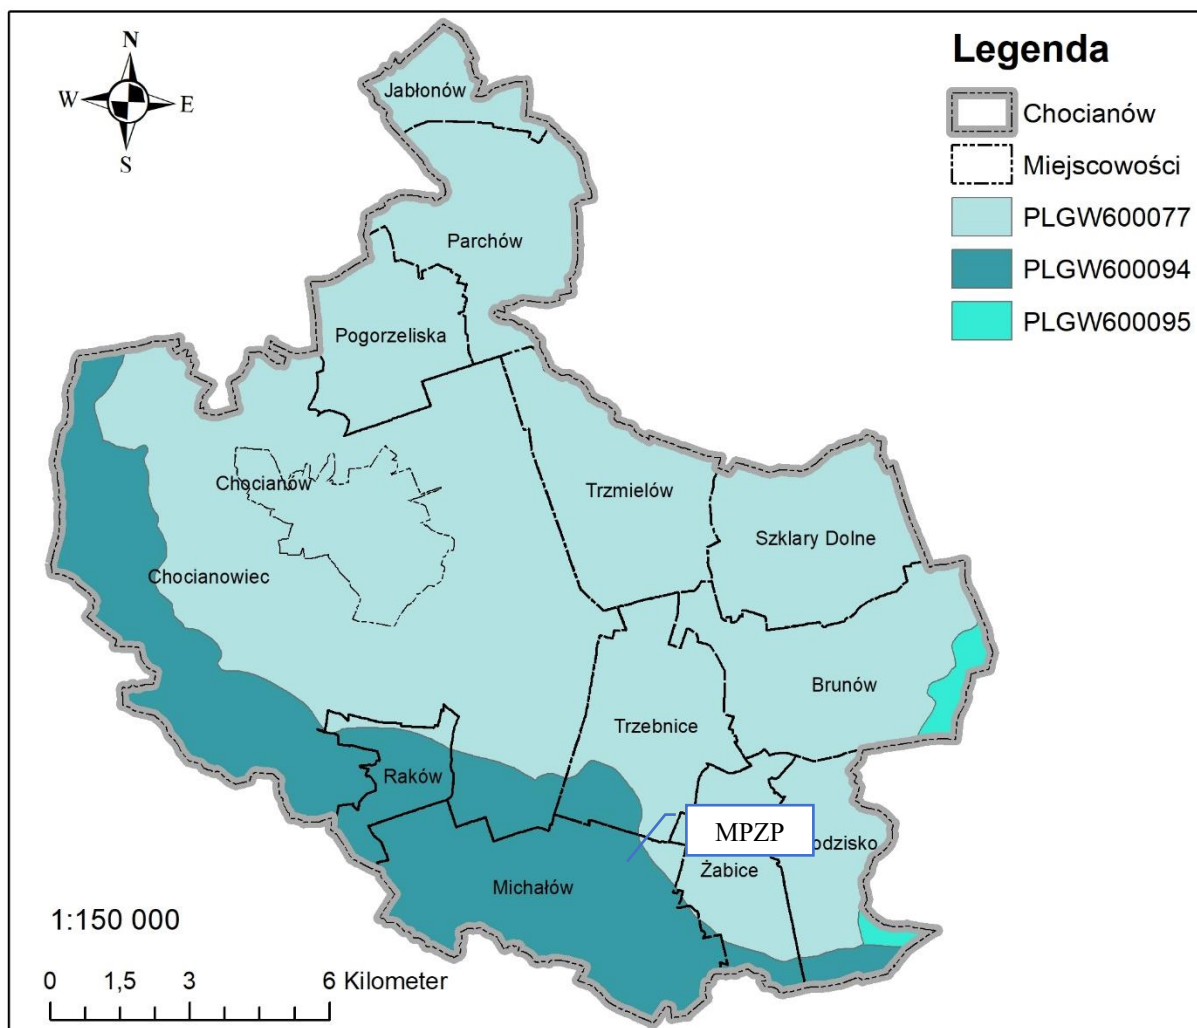 N
W
E
S
Legenda
Chocianów
Miejscowości
PLGW600077
PLGW600094
PLGW600095
Jabłonów
Parchów
Pogorzeliska
Chocianów
Trzmielów
Szklary Dolne
Chocianowiec
Brunów
Trzebnice
Raków
MPZP
odzisko
Żabice
Michałów
1:150 000
0 1,5 3 6 Kilometer